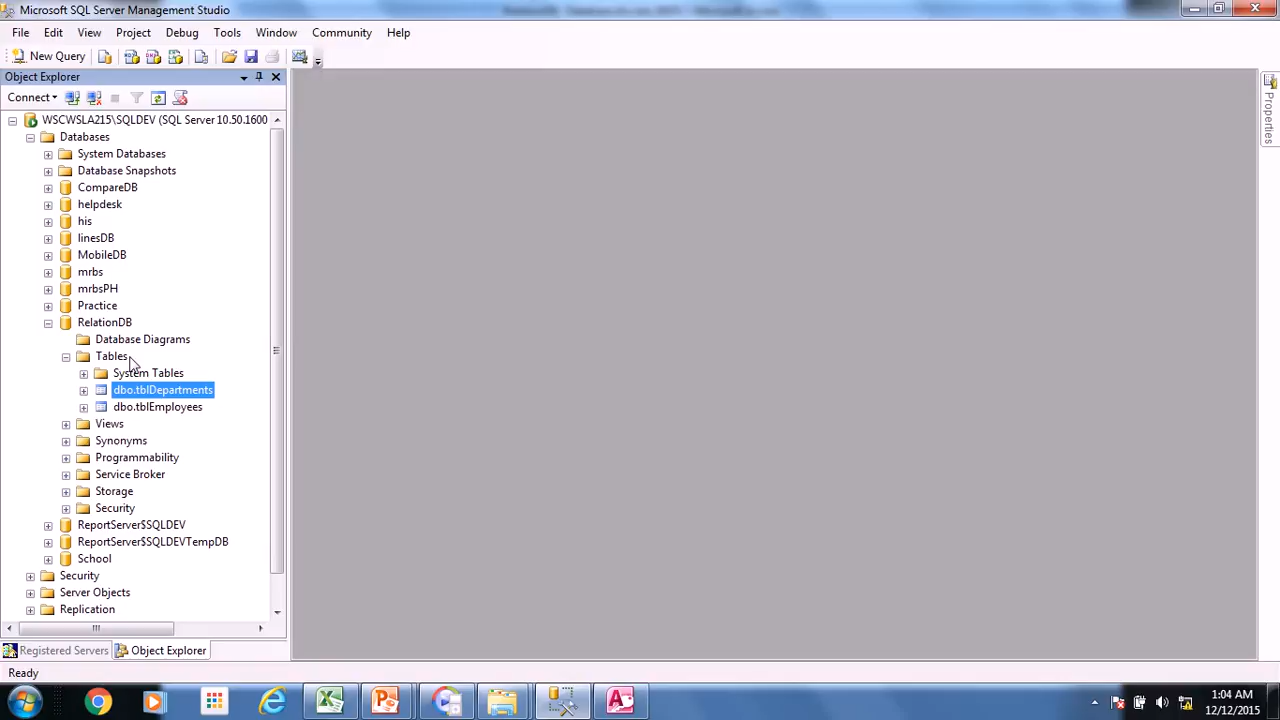 Microsoft SQL Server Management Studio
File Edit View Project Debug Tools Window Community Help
New Query
Object Explorer
Connect
WSCWSLA215\SQLDEV (SQL Server 10.50.1600
Databases
System Databases
Database Snapshots
CompareDB
helpdesk
his
linesDB
MobileDB
mrbs
mrbsPH
Practice
RelationDB
Database Diagrams
Tables
System Tables
dbo.tblDepartments
dbo.tblEmployees
Views
Synonyms
Programmability
Service Broker
Storage
Security
ReportServer$SQLDEV
ReportServer$SQLDEVTempDB
School
Security
Server Objects
Replication
Registered Servers Object Explorer
Properties
Ready
1:04 AM
12/12/2015